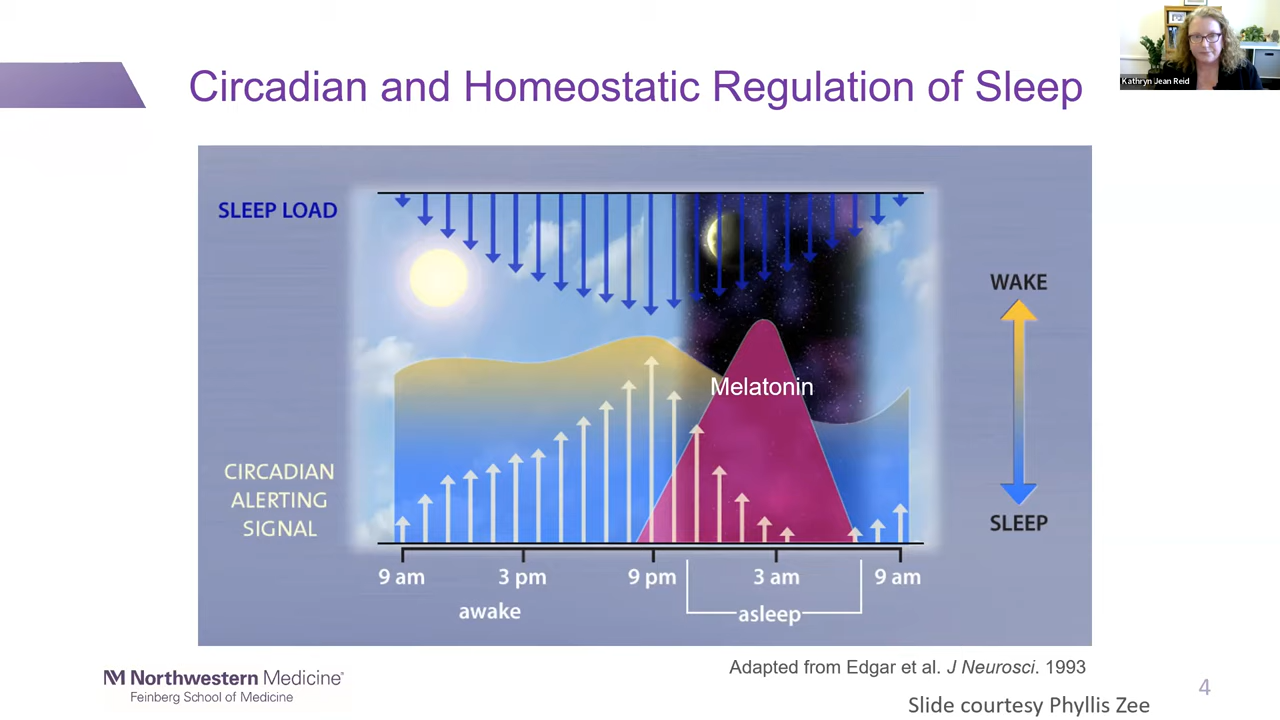 Kathryn Jean Reid
Circadian and Homeostatic Regulation of Sleep
SLEEP LOAD
WAKE
Melatonin
CIRCADIAN
ALERTING
SIGNAL
SLEEP
9 am 3 pm 9 pm 3 am 9 am
awake asleep
Adapted from Edgar et al. J Neurosci. 1993
NM Northwestern Medicine®
Feinberg School of Medicine
4
Slide courtesy Phyllis Zee